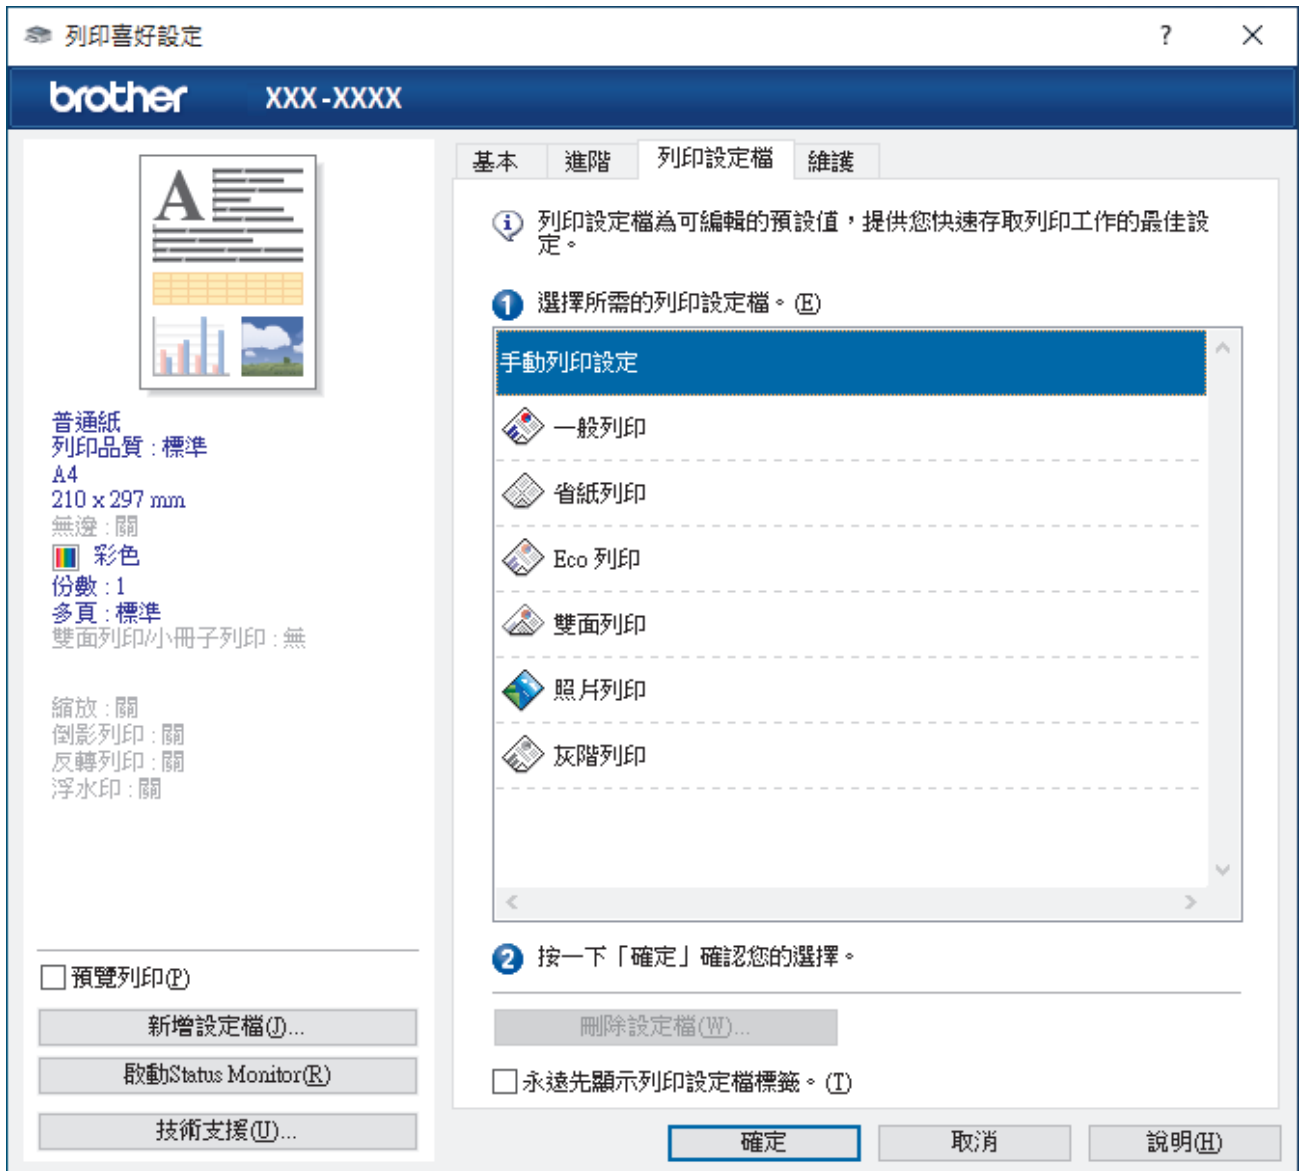 列印喜好設定
?
brother XXX-XXXX
基本 進階 列印設定檔 維護
A
普通紙
列印品質 : 標準
A4
210 x 297 mm
無邊 : 關
彩色
份數 : 1
多頁 : 標準
雙面列印/小冊子列印 : 無
縮放 : 關
倒影列印 : 關
反轉列印 : 關
浮水印 : 關
預覽列印(P)
新增設定檔(J)...
啟動Status Monitor(R)
技術支援(U)...
列印設定檔為可編輯的預設值，提供您快速存取列印工作的最佳設
定。
1 選擇所需的列印設定檔。(E)
手動列印設定
一般列印
省紙列印
Eco 列印
雙面列印
照片列印
灰階列印
2 按一下「確定」確認您的選擇。
刪除設定檔(W)...
永遠先顯示列印設定檔標籤。(T)
確定 取消 說明(H)